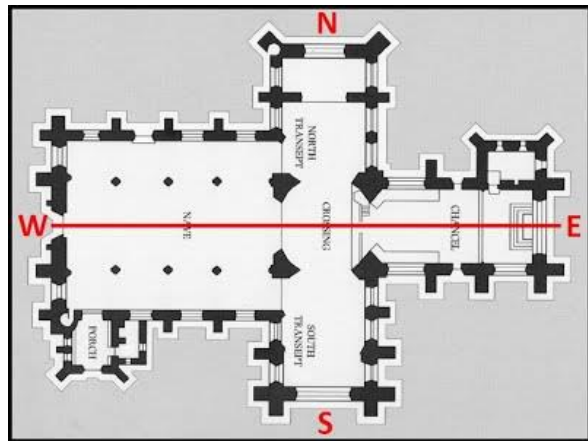 N
NORTH
TRANSEPT
W
NAVE
CROSSING
CHANCEL
E
PORCH
SOUTH
TRANSEPT
S